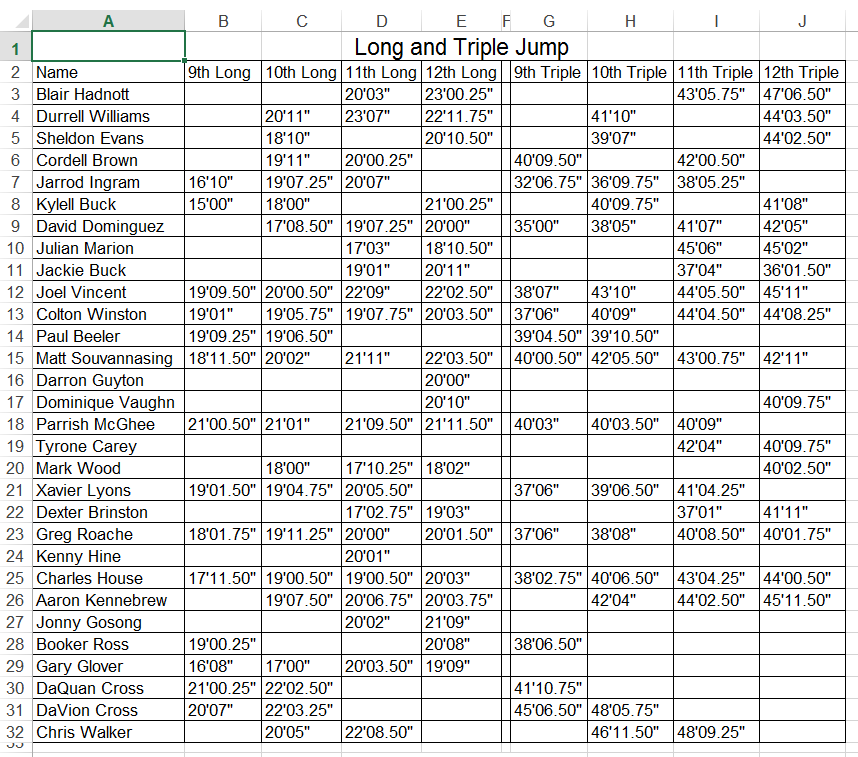 A B C D E F G H I J
1 Long and Triple Jump
2 Name 9th Long 10th Long 11th Long 12th Long 9th Triple 10th Triple 11th Triple 12th Triple
3 Blair Hadnott 20'03" 23'00.25" 43'05.75" 47'06.50"
4 Durrell Williams 20'11" 23'07" 22'11.75" 41'10" 44'03.50"
5 Sheldon Evans 18'10" 20'10.50" 39'07" 44'02.50"
6 Cordell Brown 19'11" 20'00.25" 40'09.50" 42'00.50"
7 Jarrod Ingram 16'10" 19'07.25" 20'07" 32'06.75" 36'09.75" 38'05.25"
8 Kylell Buck 15'00" 18'00" 21'00.25" 40'09.75" 41'08"
9 David Dominguez 17'08.50" 19'07.25" 20'00" 35'00" 38'05" 41'07" 42'05"
10 Julian Marion 17'03" 18'10.50" 45'06" 45'02"
11 Jackie Buck 19'01" 20'11" 37'04" 36'01.50"
12 Joel Vincent 19'09.50" 20'00.50" 22'09" 22'02.50" 38'07" 43'10" 44'05.50" 45'11"
13 Colton Winston 19'01" 19'05.75" 19'07.75" 20'03.50" 37'06" 40'09" 44'04.50" 44'08.25"
14 Paul Beeler 19'09.25" 19'06.50" 39'04.50" 39'10.50"
15 Matt Souvannasing 18'11.50" 20'02" 21'11" 22'03.50" 40'00.50" 42'05.50" 43'00.75" 42'11"
16 Darron Guyton 20'00"
17 Dominique Vaughn 20'10" 40'09.75"
18 Parrish McGhee 21'00.50" 21'01" 21'09.50" 21'11.50" 40'03" 40'03.50" 40'09"
19 Tyrone Carey 42'04" 40'09.75"
20 Mark Wood 18'00" 17'10.25" 18'02" 40'02.50"
21 Xavier Lyons 19'01.50" 19'04.75" 20'05.50" 37'06" 39'06.50" 41'04.25"
22 Dexter Brinston 17'02.75" 19'03" 37'01" 41'11"
23 Greg Roache 18'01.75" 19'11.25" 20'00" 20'01.50" 37'06" 38'08" 40'08.50" 40'01.75"
24 Kenny Hine 20'01"
25 Charles House 17'11.50" 19'00.50" 19'00.50" 20'03" 38'02.75" 40'06.50" 43'04.25" 44'00.50"
26 Aaron Kennebrew 19'07.50" 20'06.75" 20'03.75" 42'04" 44'02.50" 45'11.50"
27 Jonny Gosong 20'02" 21'09"
28 Booker Ross 19'00.25" 20'08" 38'06.50"
29 Gary Glover 16'08" 17'00" 20'03.50" 19'09"
30 DaQuan Cross 21'00.25" 22'02.50" 41'10.75"
31 DaVion Cross 20'07" 22'03.25" 45'06.50" 48'05.75"
32 Chris Walker 20'05" 22'08.50" 46'11.50" 48'09.25"